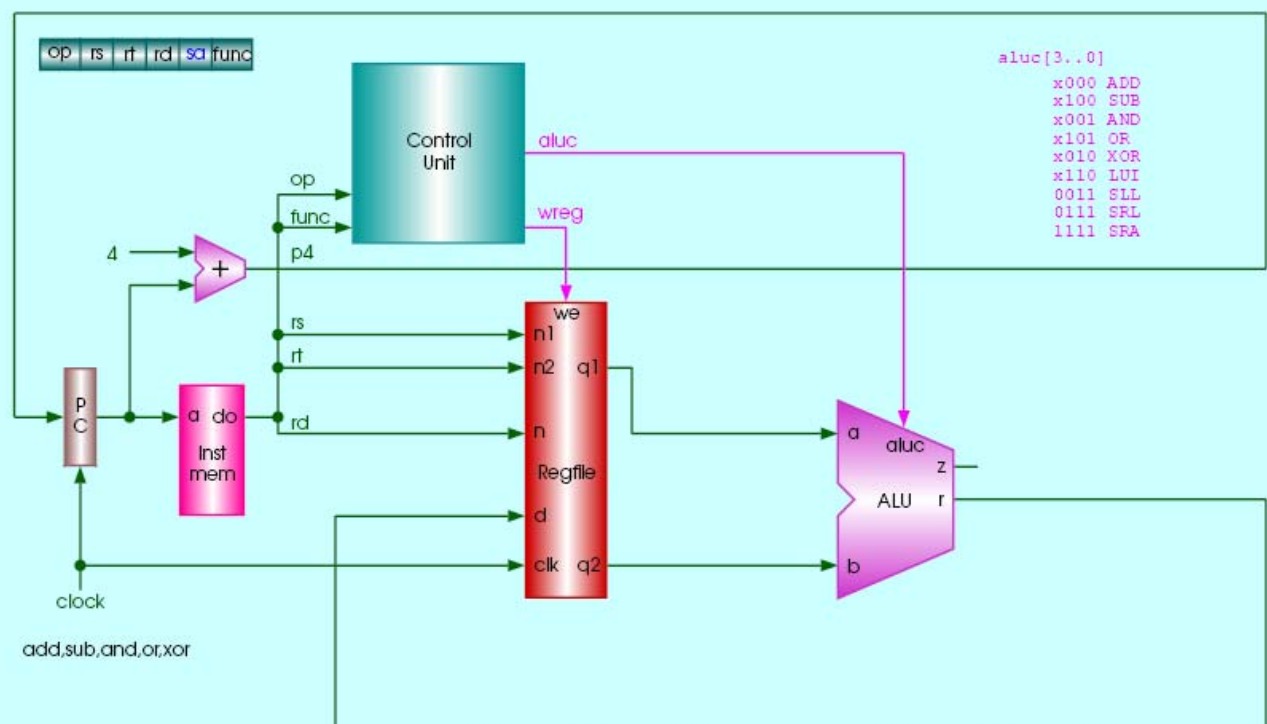 op rs rt rd sa func
aluc[3..0]
x000 ADD
x100 SUB
x001 AND
x101 OR
x010 XOR
x110 LUI
0011 SLL
0111 SRL
1111 SRA
Control
Unit
aluc
op
func
wreg
4
+
p4
we
rs
n1
rt
n2 q1
P
C
a do
rd
n
a
aluc
Inst
mem
Regfile
z
ALU
r
d
clk q2
b
clock
add,sub,and,or,xor